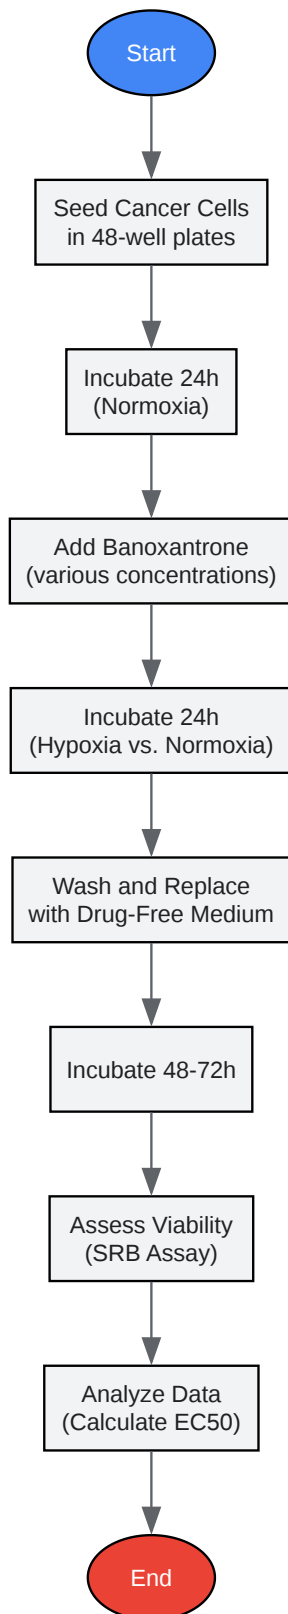 Start
Seed Cancer Cells
in 48-well plates
Incubate 24h
(Normoxia)
Add Banoxantrone
(various concentrations)
Incubate 24h
(Hypoxia vs. Normoxia)
Wash and Replace
with Drug-Free Medium
Incubate 48-72h
Assess Viability
(SRB Assay)
Analyze Data
(Calculate EC50)
End